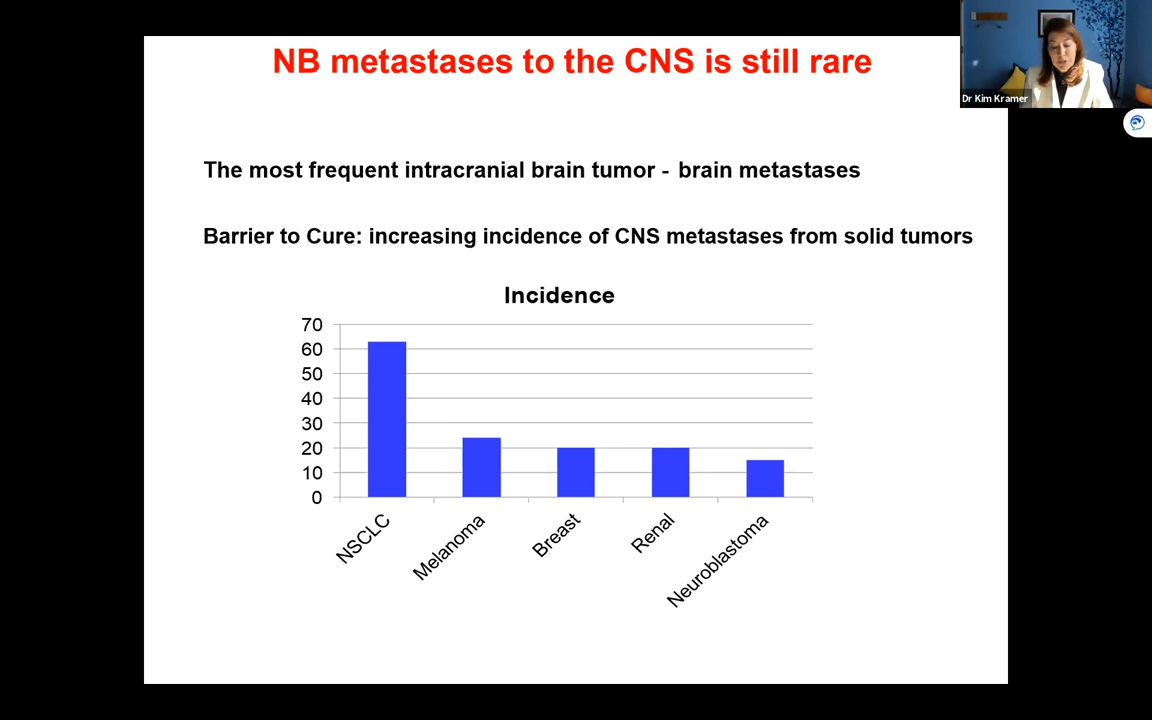 NB metastases to the CNS is still rare
Dr Kim Kramer
The most frequent intracranial brain tumor - brain metastases
Barrier to Cure: increasing incidence of CNS metastases from solid tumors
Incidence
70
60
50
40
30
20
10
0
NSCLC
Melanoma
Breast
Renal
Neuroblastoma